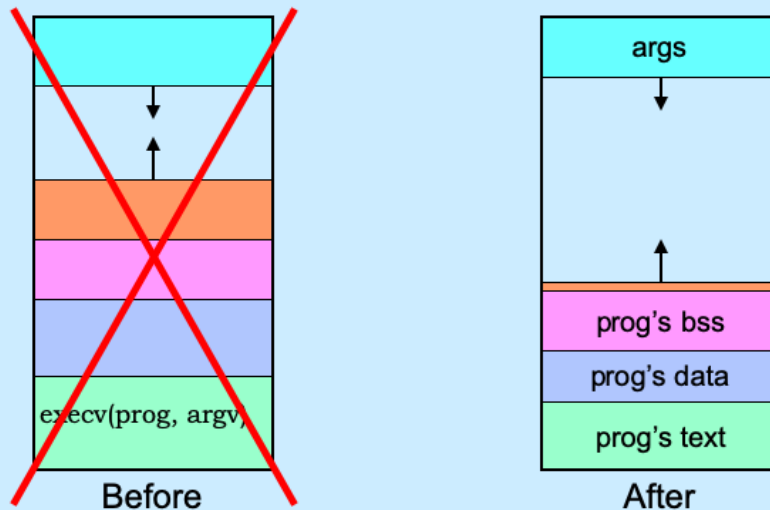 args
prog's bss
prog's data
execv(prog, argv)
prog's text
Before
After